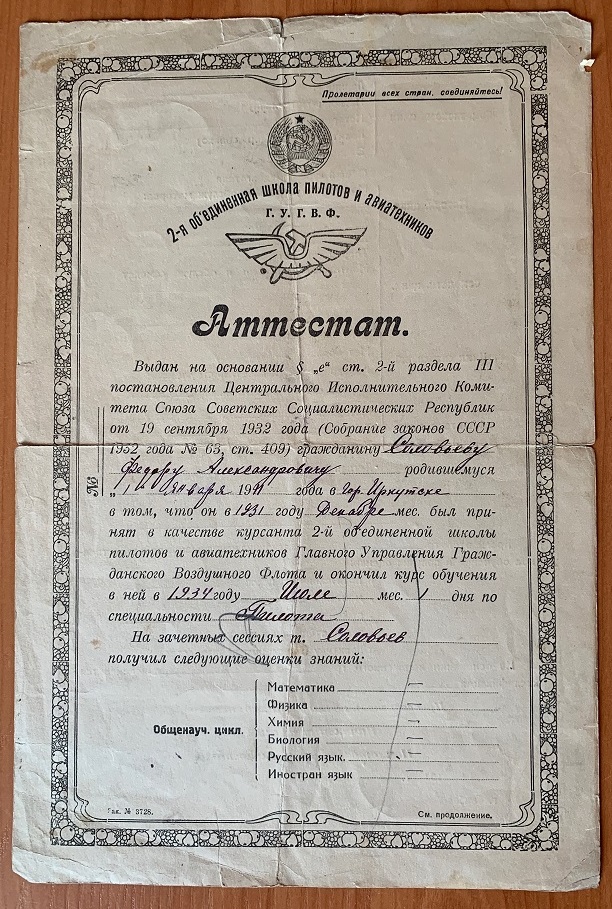 Пролетарии всех стран, соединяйтесь!
2-я об'единенная школа пилотов и авиатехников
Г. У. Г. В. Ф.
Аттестат.
Выдан на основании § „е" ст. 2-й раздела III
постановления Центрального Исполнительного Коми-
тета Союза Советских Социалистических Республик
от 19 сентября 1932 года (Собрание законов СССР
1932 года № 63, ст. 409) гражданину Соловьеву
Федору Александровичу родившемуся
„1" января 1911 года в гор. Иркутске
в том, что он в 1931 году Декабре мес. был при-
нят в качестве курсанта 2-й об'единенной школы
пилотов и авиатехников Главного Управления Граж-
данского Воздушного Флота и окончил курс обучения
в ней в 1934 году Июле мес. 1 дня по
специальности Пилота
На зачетных сессиях т. Соловьев
получил следующие оценки знаний:
Общенауч. цикл.
Математика —
Физика —
Химия —
Биология —
Русский язык. —
Иностран язык —
Зак. № 3728.
См. продолжение.
№